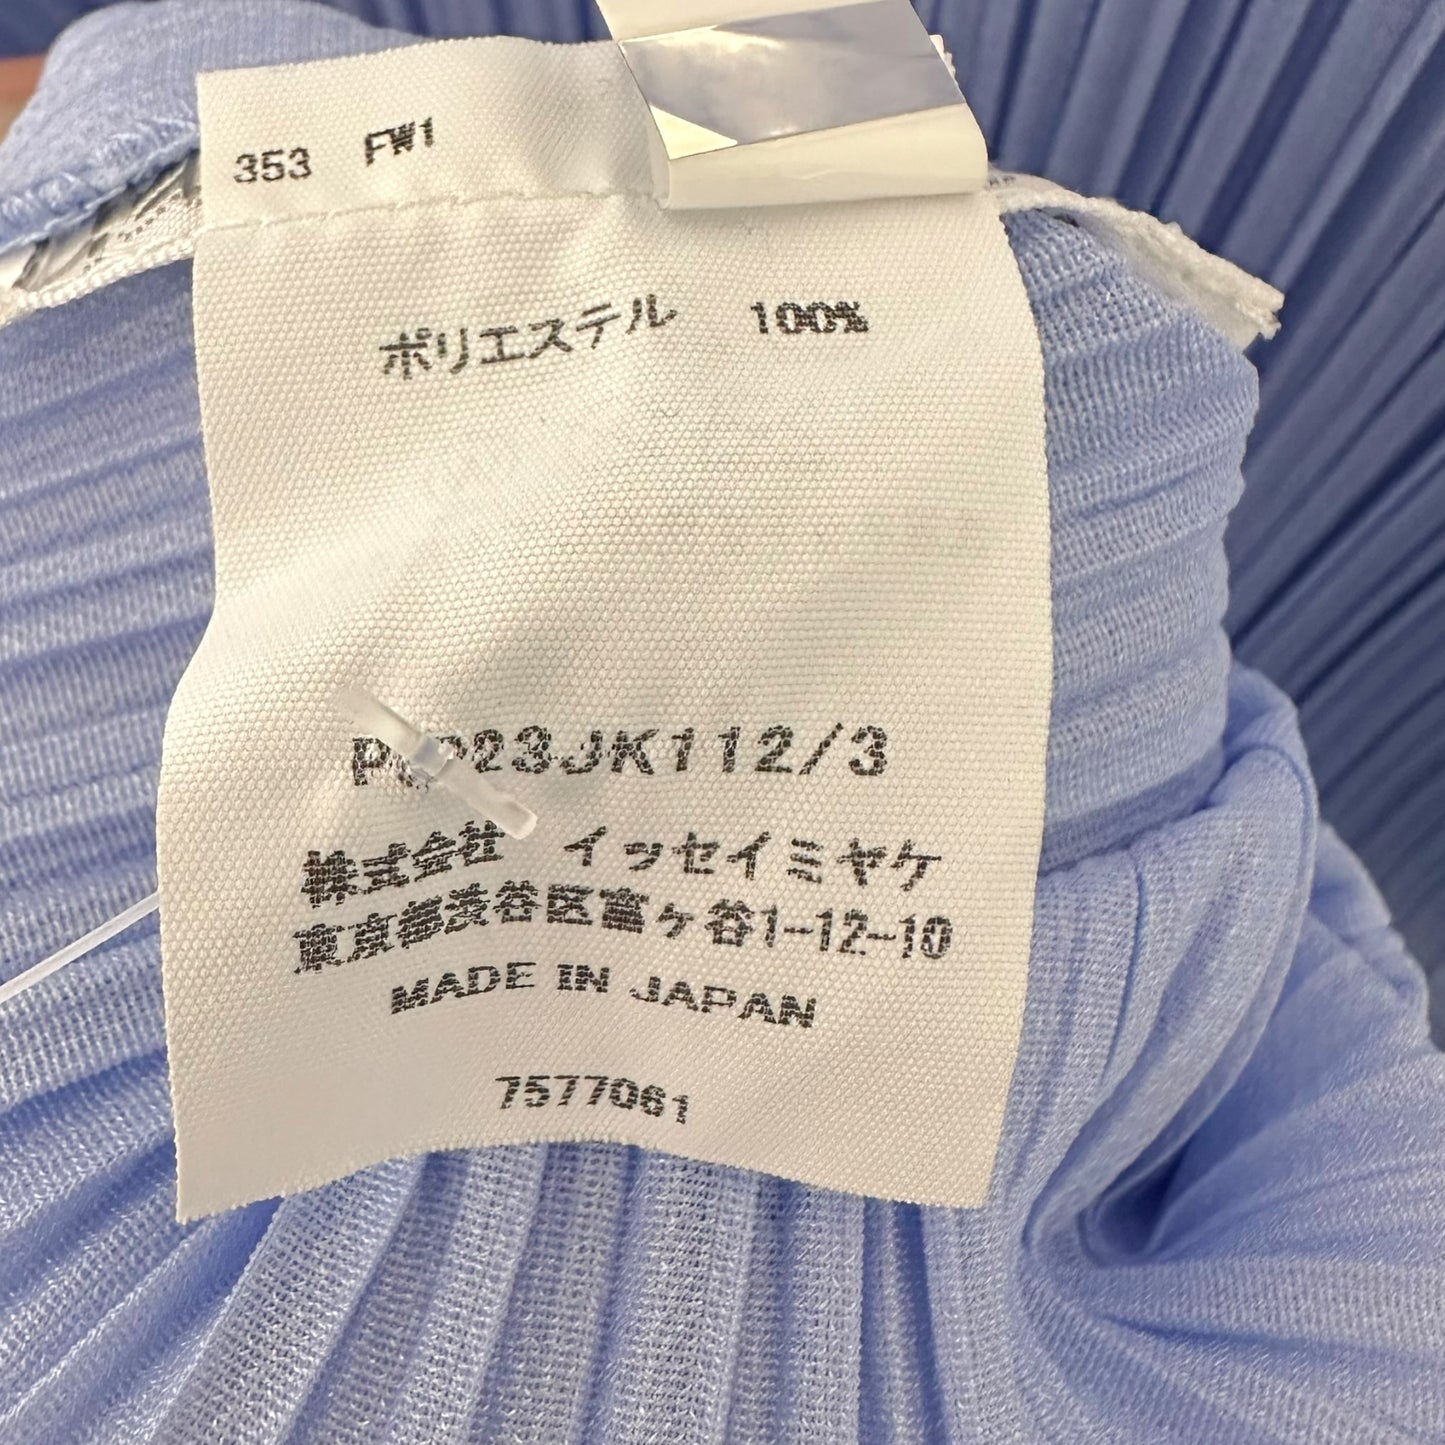 353 FW1
ポリエステル 100%
23JK112/3
株式会社 イッセイミヤケ
東京都渋谷区富ヶ谷1-12-10
MADE IN JAPAN
7577061